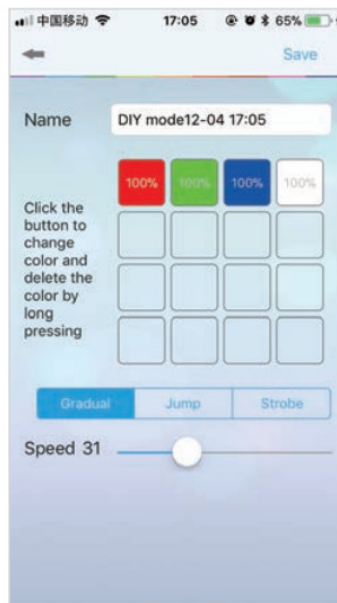 中国移动 17:05 65%
Save
Name DIY mode12-04 17:05
100% 100% 100% 100%
Click the
button to
change
color and
delete the
color by
long
pressing
Gradual Jump Strobe
Speed 31